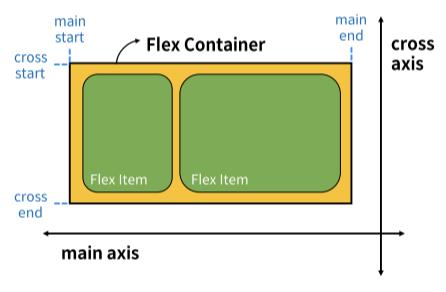 main
start
main
end
Flex Container
cross
axis
cross
start
Flex Item
Flex Item
cross
end
main axis